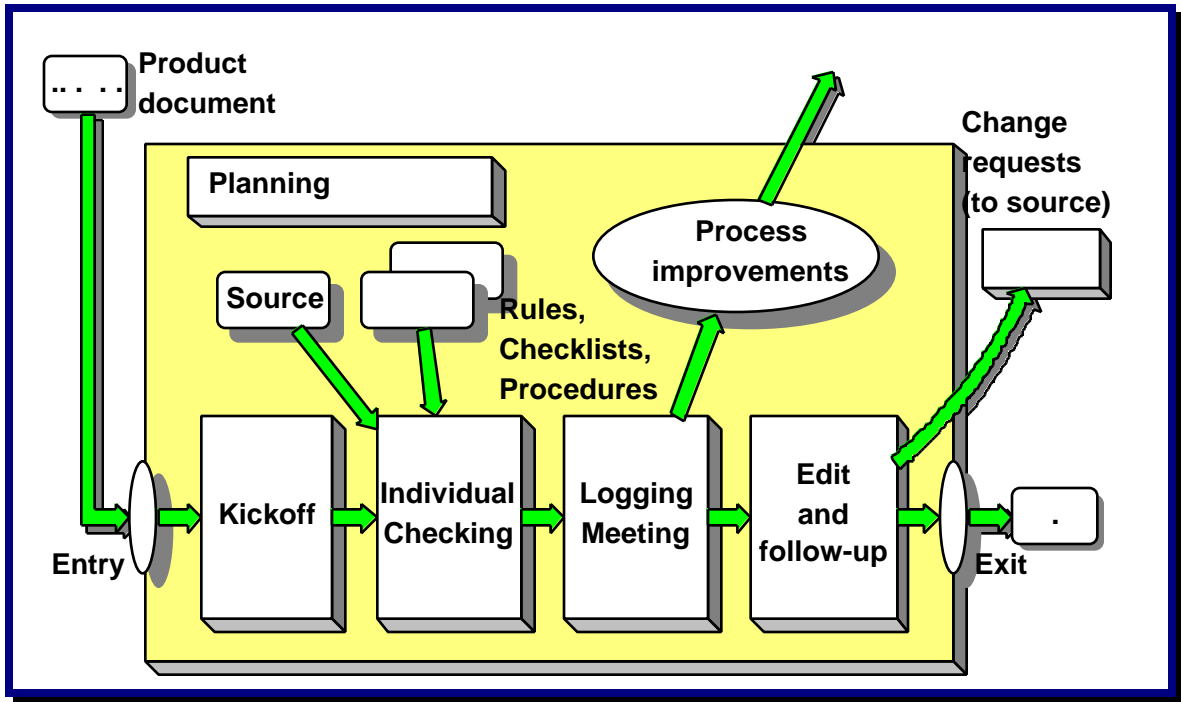 Product
document
.. .  . .
Change
requests
(to source)
Planning
Process
improvements
Source
Rules,
Checklists,
Procedures
Kickoff
Individual
Checking
Logging
Meeting
Edit
and
follow-up
Entry
Exit
.